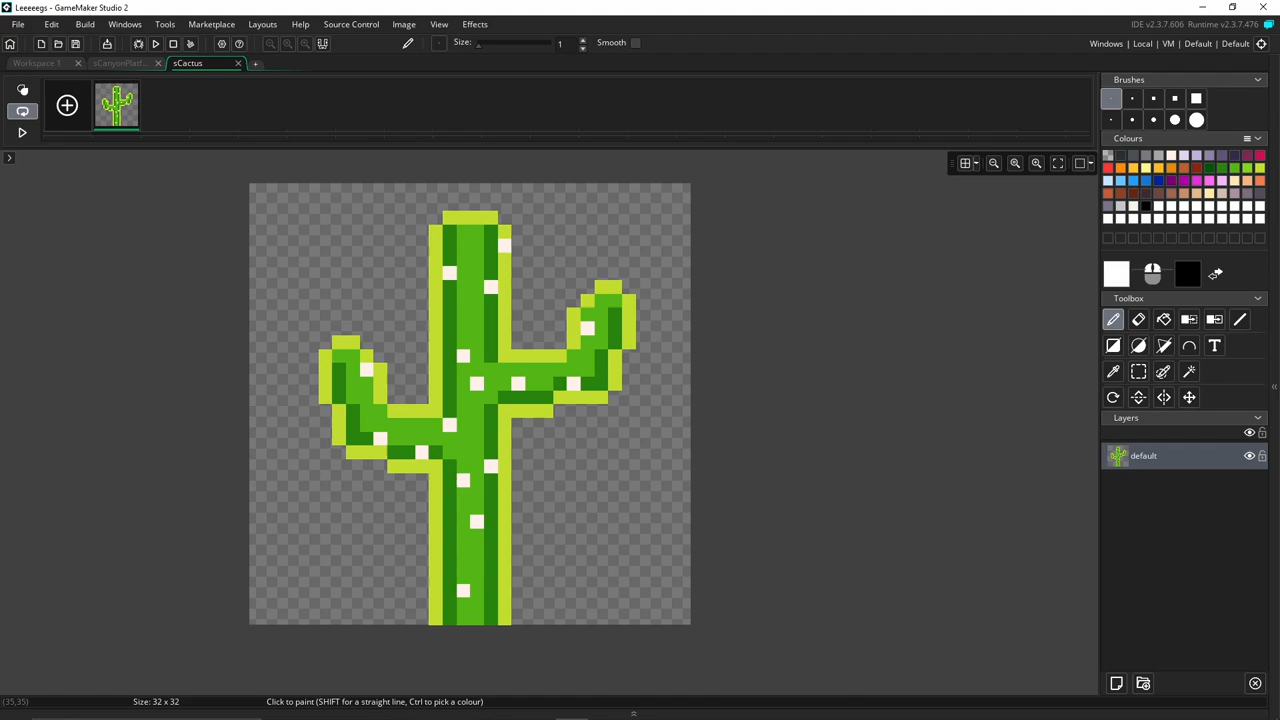 Leeeeegs - GameMaker Studio 2
File Edit Build Windows Tools Marketplace Layouts Help Source Control Image View Effects
IDE v2.3.7.606 Runtime v2.3.7.476
Size: 1 Smooth
Windows | Local | VM | Default | Default
Workspace 1 sCanyonPlatf... sCactus
Brushes
Colours
Toolbox
Layers
default
(35,35) Size: 32 x 32 Click to paint (SHIFT for a straight line, Ctrl to pick a colour)